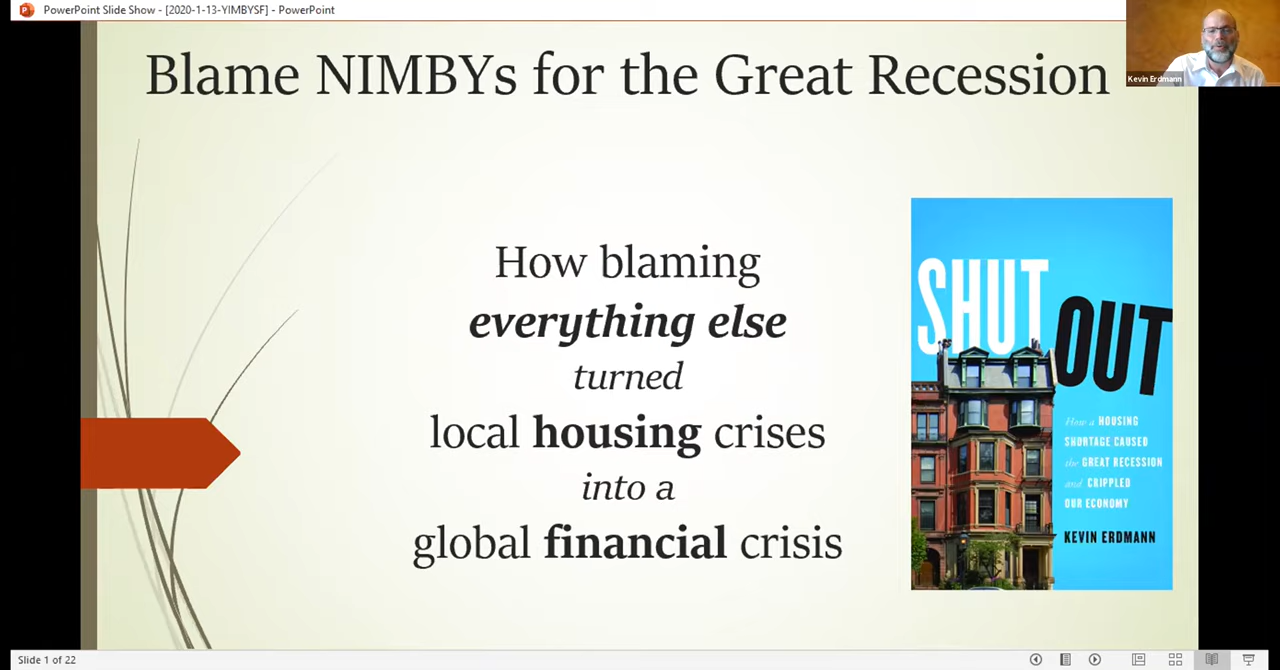 PowerPoint Slide Show - [2020-1-13-YIMBYSF] - PowerPoint
Kevin Erdmann
Blame NIMBYs for the Great Recession
How blaming
everything else
turned
local housing crises
into a
global financial crisis
SHUT
OUT
How a HOUSING
SHORTAGE CAUSED
the GREAT RECESSION
and CRIPPLED
OUR ECONOMY
KEVIN ERDMANN
Slide 1 of 22